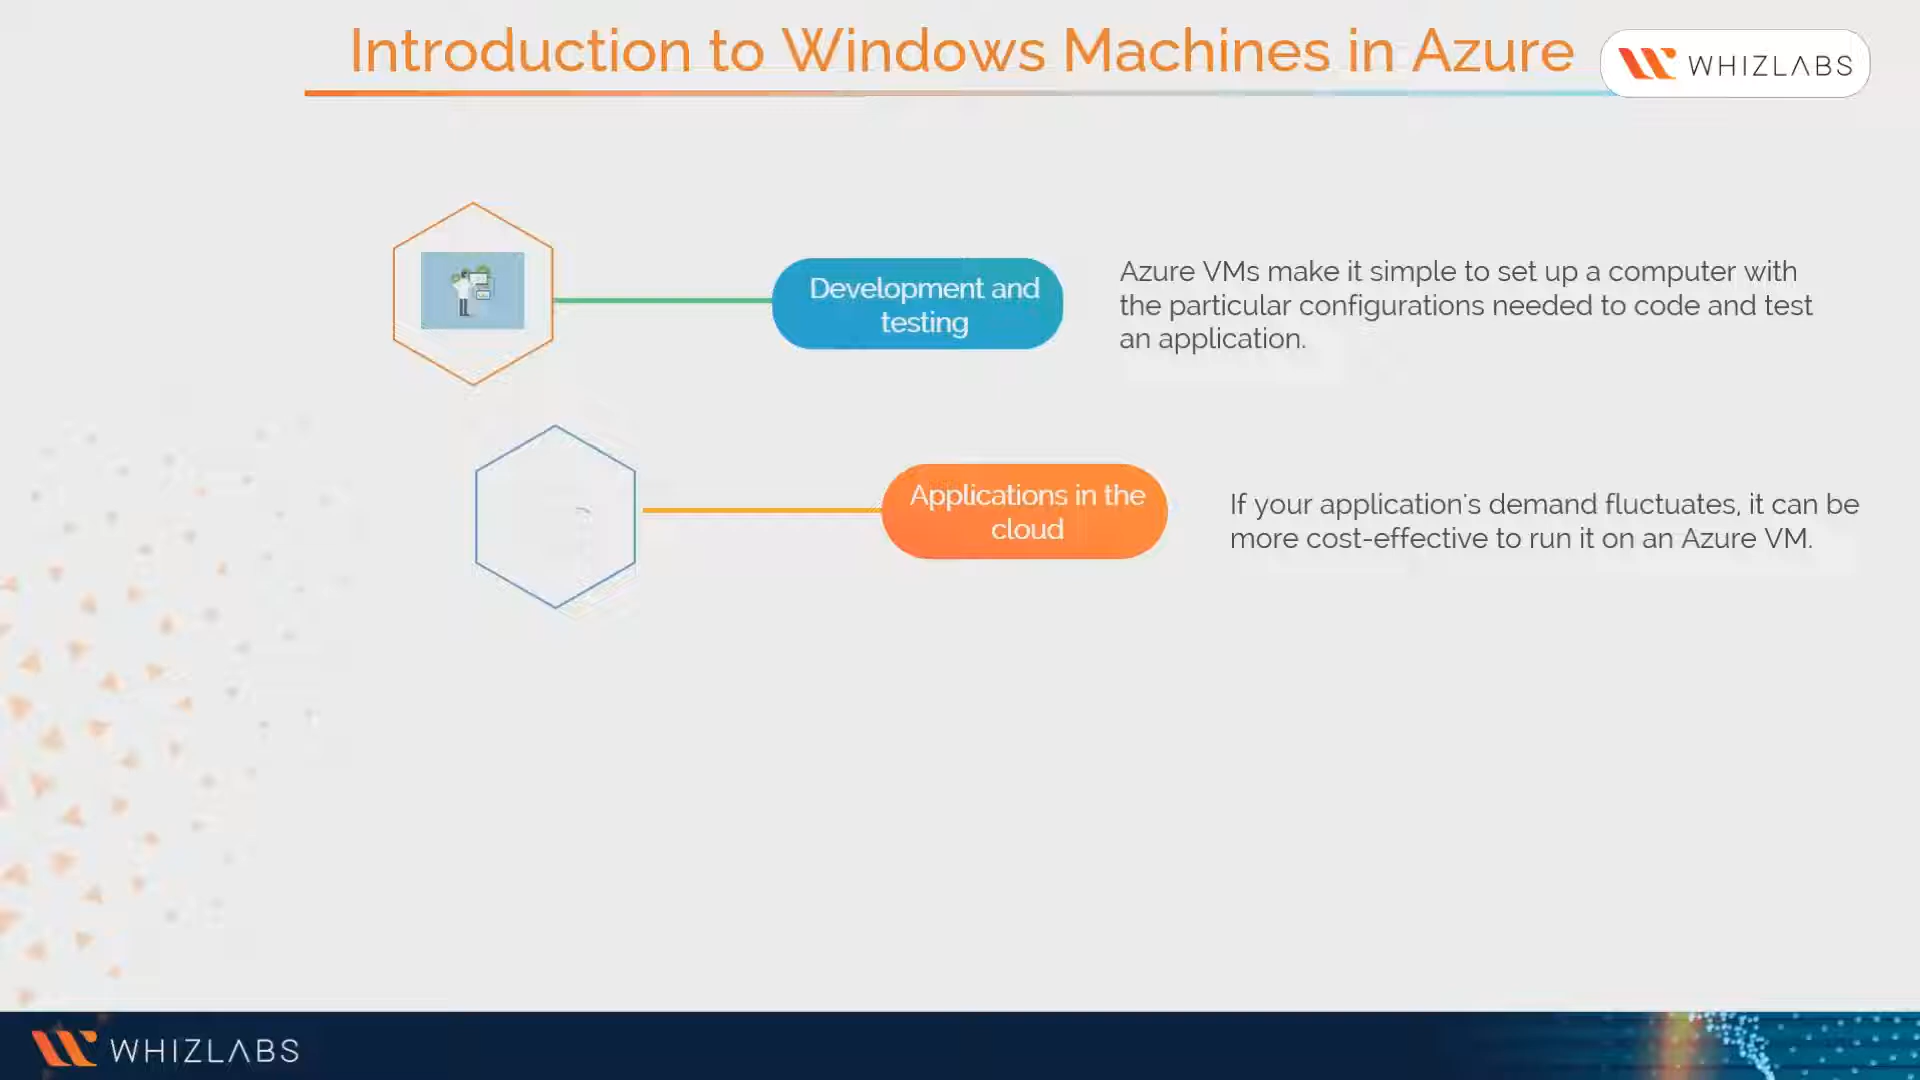 Introduction to Windows Machines in Azure
WHIZLABS
Development and
testing
Azure VMs make it simple to set up a computer with
the particular configurations needed to code and test
an application.
Applications in the
cloud
If your application's demand fluctuates, it can be
more cost-effective to run it on an Azure VM.
WHIZLABS